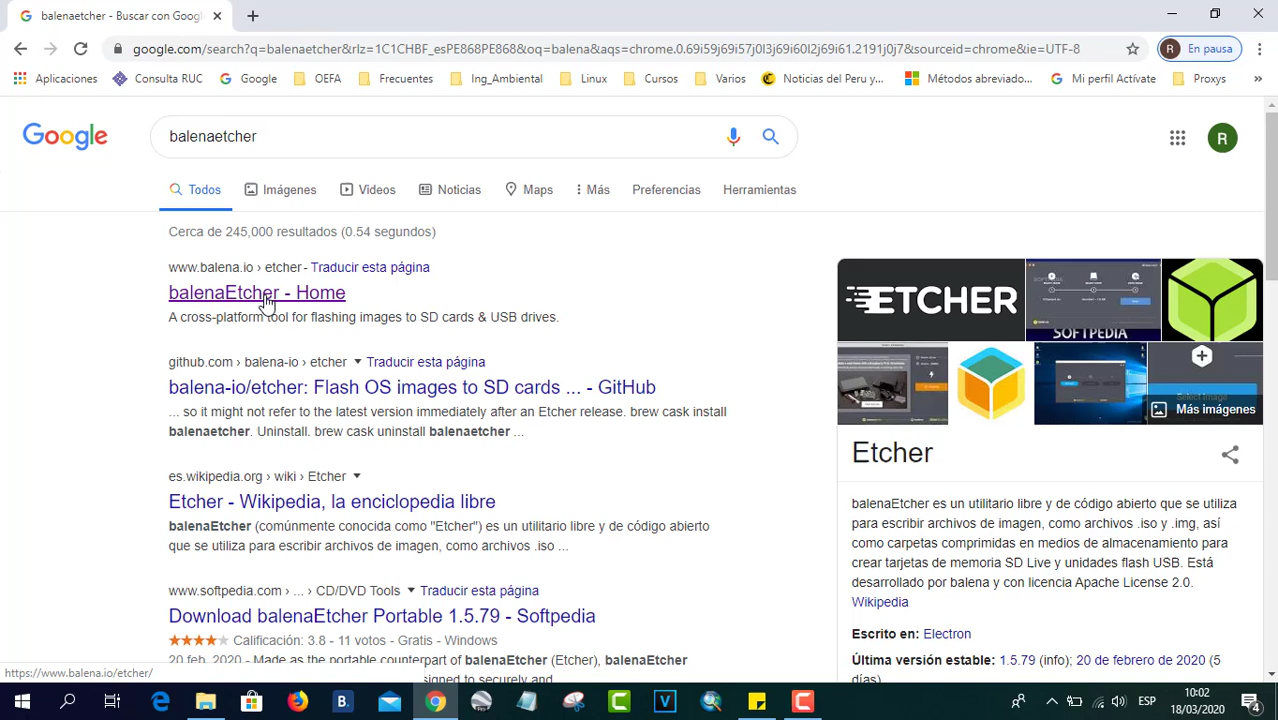 balenaetcher - Buscar con Googl
google.com/search?q=balenaetcher&rlz=1C1CHBF_esPE868PE868&oq=balena&aqs=chrome.0.69i59j69i57j0l3j69i60l2j69i61.2191j0j7&sourceid=chrome&ie=UTF-8
R En pausa
Aplicaciones Consulta RUC Google OEFA Frecuentes Ing_Ambiental Linux Cursos Varios Noticias del Peru y... Métodos abreviado... Mi perfil Actívate Proxys »
Google balenaetcher R
Todos Imágenes Videos Noticias Maps Más Preferencias Herramientas
Cerca de 245,000 resultados (0.54 segundos)
www.balena.io › etcher - Traducir esta página
balenaEtcher - Home
A cross-platform tool for flashing images to SD cards & USB drives.
github.com › balena-io › etcher Traducir esta página
balena-io/etcher: Flash OS images to SD cards ... - GitHub
... so it might not refer to the latest version immediately after an Etcher release. brew cask install
balenaetcher. Uninstall. brew cask uninstall balenaetcher ...
es.wikipedia.org › wiki › Etcher
Etcher - Wikipedia, la enciclopedia libre
balenaEtcher (comúnmente conocida como "Etcher") es un utilitario libre y de código abierto
que se utiliza para escribir archivos de imagen, como archivos .iso ...
www.softpedia.com › ... › CD/DVD Tools Traducir esta página
Download balenaEtcher Portable 1.5.79 - Softpedia
Calificación: 3.8 - 11 votos - Gratis - Windows
20 feb. 2020 - Made as the portable counterpart of balenaEtcher (Etcher), balenaEtcher
signed to securely and
https://www.balena.io/etcher/
ETCHER
SOFTPEDIA
Select Image
Más imágenes
Etcher
balenaEtcher es un utilitario libre y de código abierto que se utiliza
para escribir archivos de imagen, como archivos .iso y .img, así
como carpetas comprimidas en medios de almacenamiento para
crear tarjetas de memoria SD Live y unidades flash USB. Está
desarrollado por balena y con licencia Apache License 2.0.
Wikipedia
Escrito en: Electron
Última versión estable: 1.5.79 (info); 20 de febrero de 2020 (5
días)
ESP
10:02
18/03/2020
4